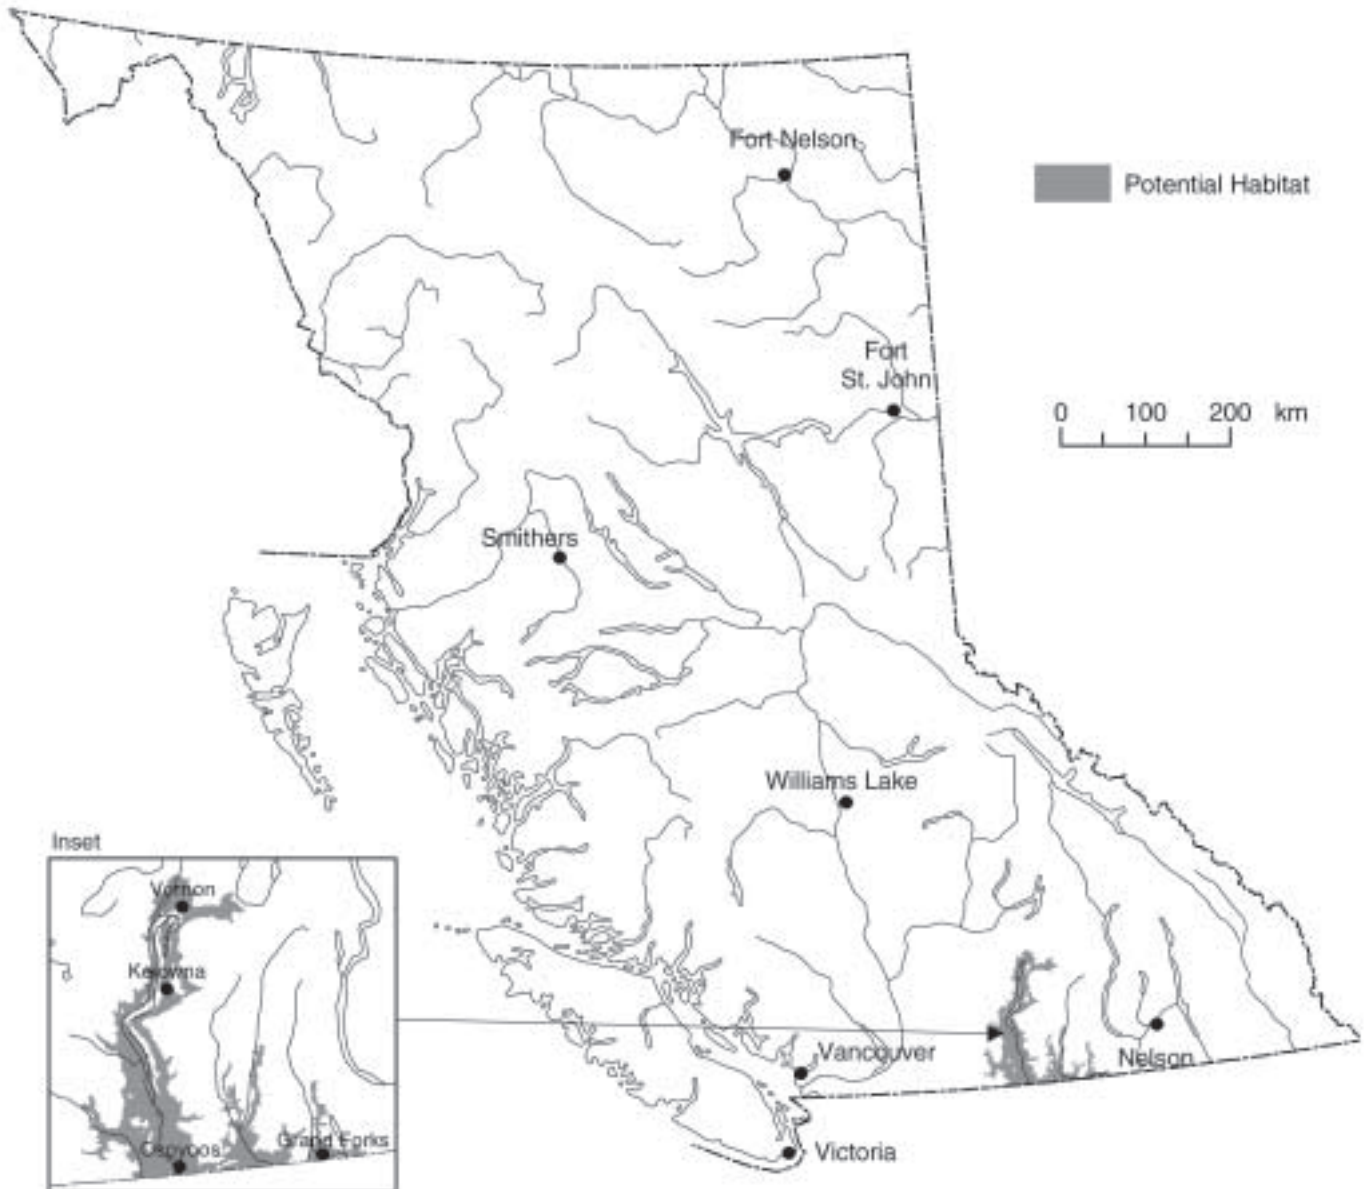 Fort Nelson
Potential Habitat
Fort
St. John
0 100 200 km
Smithers
Williams Lake
Inset
Vernon
Kelowna
Vancouver
Nelson
Osoyoos
Grand Forks
Victoria